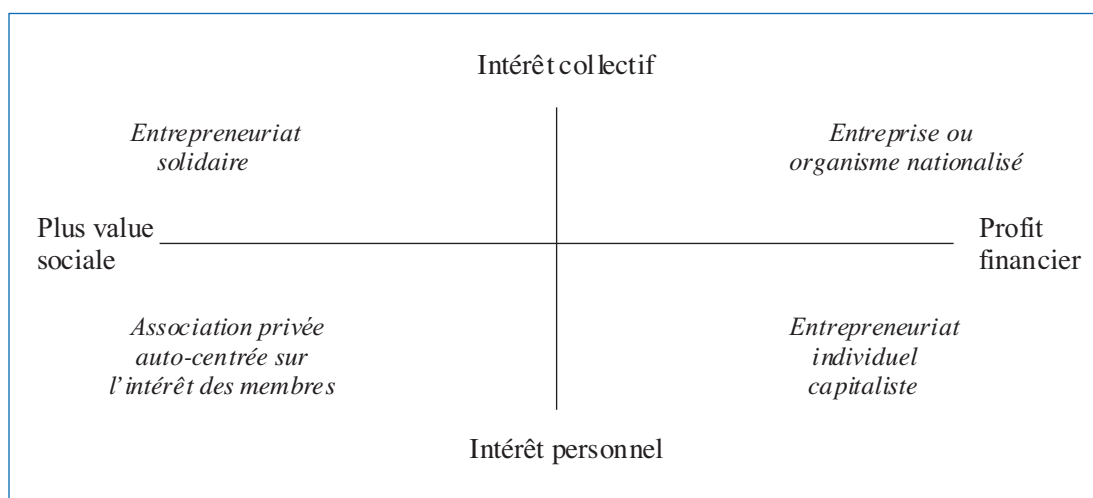 Intérêt collectif
Entrepreneuriat
solidaire
Entreprise ou
organisme nationalisé
Plus value
sociale
Profit
financier
Association privée
auto-centrée sur
l'intérêt des membres
Entrepreneuriat
individuel
capitaliste
Intérêt personnel